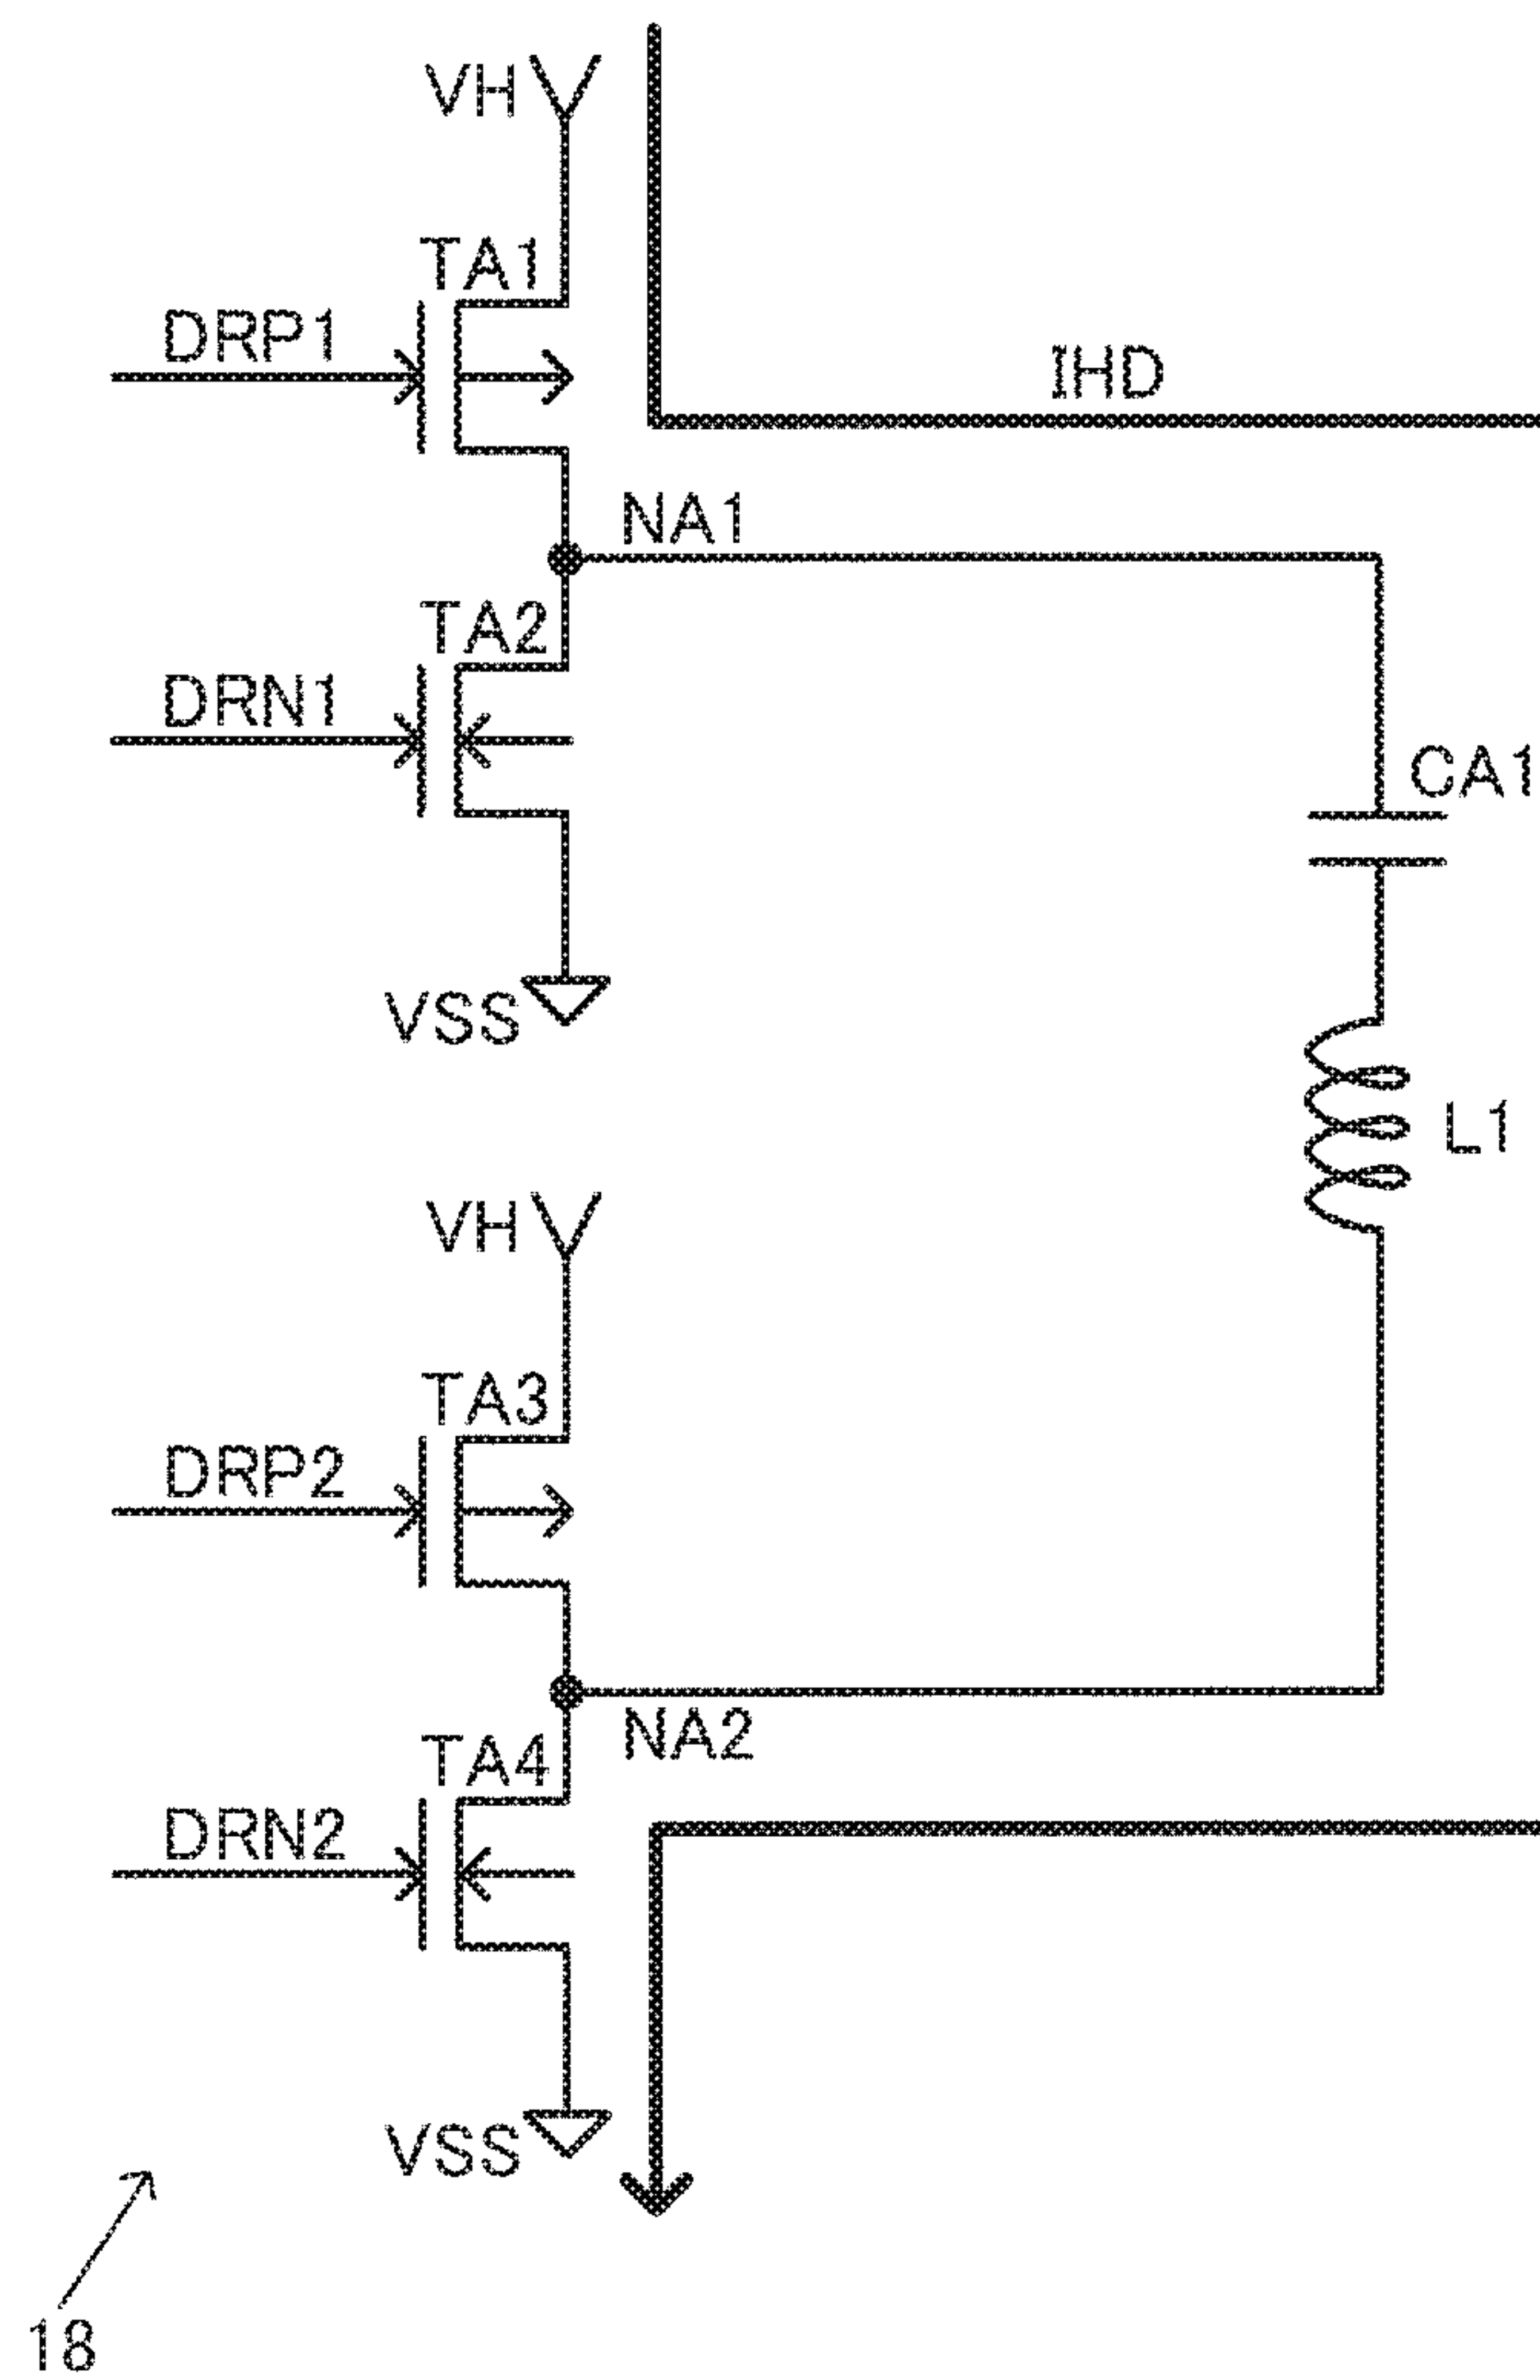 VH
TA1
DRP1
IHD
NA1
TA2
DRN1
CA1
VSS
L1
VH
TA3
DRP2
NA2
TA4
DRN2
VSS
18